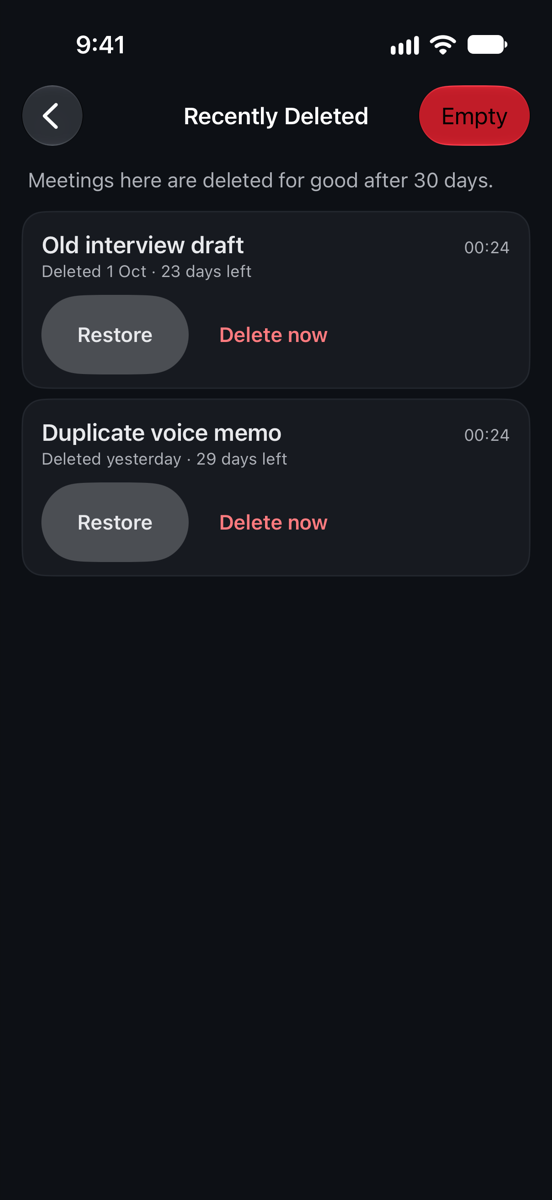 9:41
Recently Deleted
Empty
Meetings here are deleted for good after 30 days.
Old interview draft
00:24
Deleted 1 Oct · 23 days left
Restore
Delete now
Duplicate voice memo
00:24
Deleted yesterday · 29 days left
Restore
Delete now